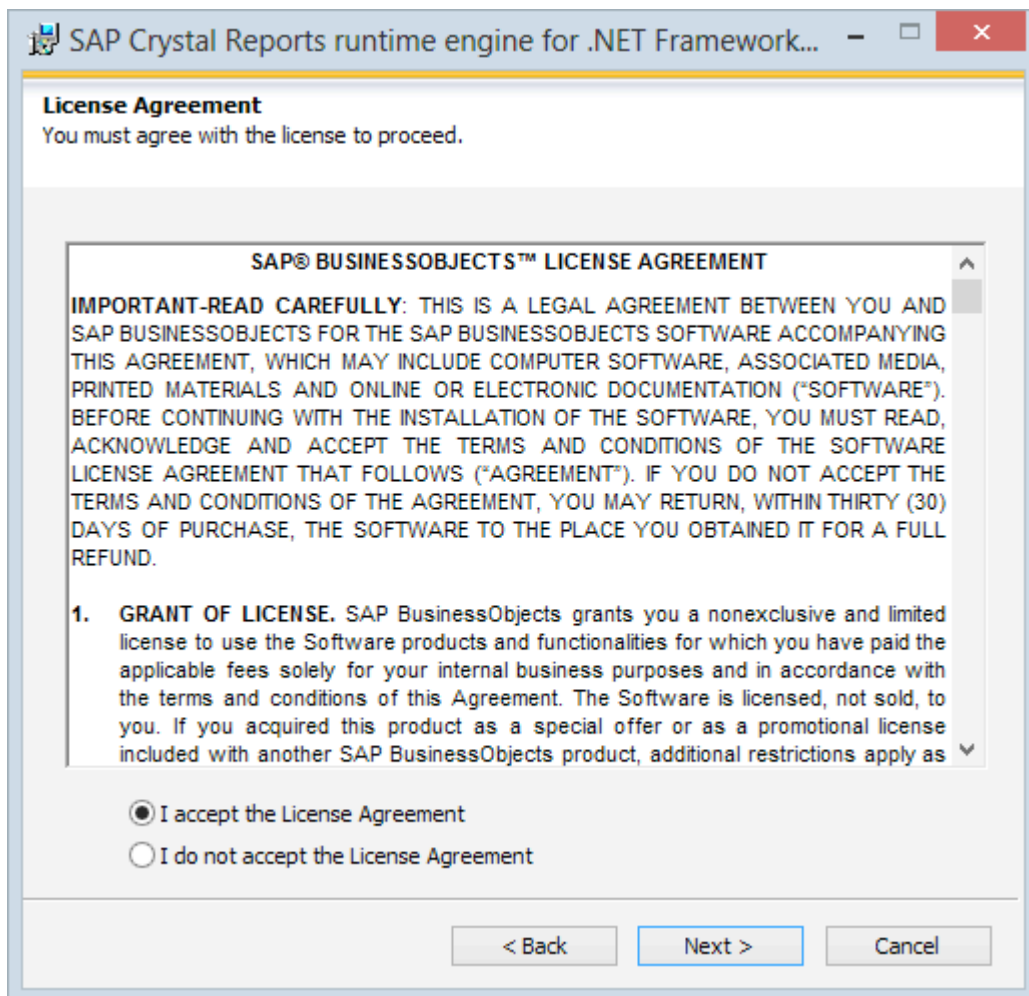 SAP Crystal Reports runtime engine for .NET Framework...
License Agreement
You must agree with the license to proceed.
SAP® BUSINESSOBJECTS™ LICENSE AGREEMENT
IMPORTANT-READ CAREFULLY: THIS IS A LEGAL AGREEMENT BETWEEN YOU AND
SAP BUSINESSOBJECTS FOR THE SAP BUSINESSOBJECTS SOFTWARE ACCOMPANYING
THIS AGREEMENT, WHICH MAY INCLUDE COMPUTER SOFTWARE, ASSOCIATED MEDIA,
PRINTED MATERIALS AND ONLINE OR ELECTRONIC DOCUMENTATION (“SOFTWARE”).
BEFORE CONTINUING WITH THE INSTALLATION OF THE SOFTWARE, YOU MUST READ,
ACKNOWLEDGE AND ACCEPT THE TERMS AND CONDITIONS OF THE SOFTWARE
LICENSE AGREEMENT THAT FOLLOWS (“AGREEMENT”). IF YOU DO NOT ACCEPT THE
TERMS AND CONDITIONS OF THE AGREEMENT, YOU MAY RETURN, WITHIN THIRTY (30)
DAYS OF PURCHASE, THE SOFTWARE TO THE PLACE YOU OBTAINED IT FOR A FULL
REFUND.
1. GRANT OF LICENSE. SAP BusinessObjects grants you a nonexclusive and limited
license to use the Software products and functionalities for which you have paid the
applicable fees solely for your internal business purposes and in accordance with
the terms and conditions of this Agreement. The Software is licensed, not sold, to
you. If you acquired this product as a special offer or as a promotional license
included with another SAP BusinessObjects product, additional restrictions apply as
I accept the License Agreement
I do not accept the License Agreement
< Back Next > Cancel